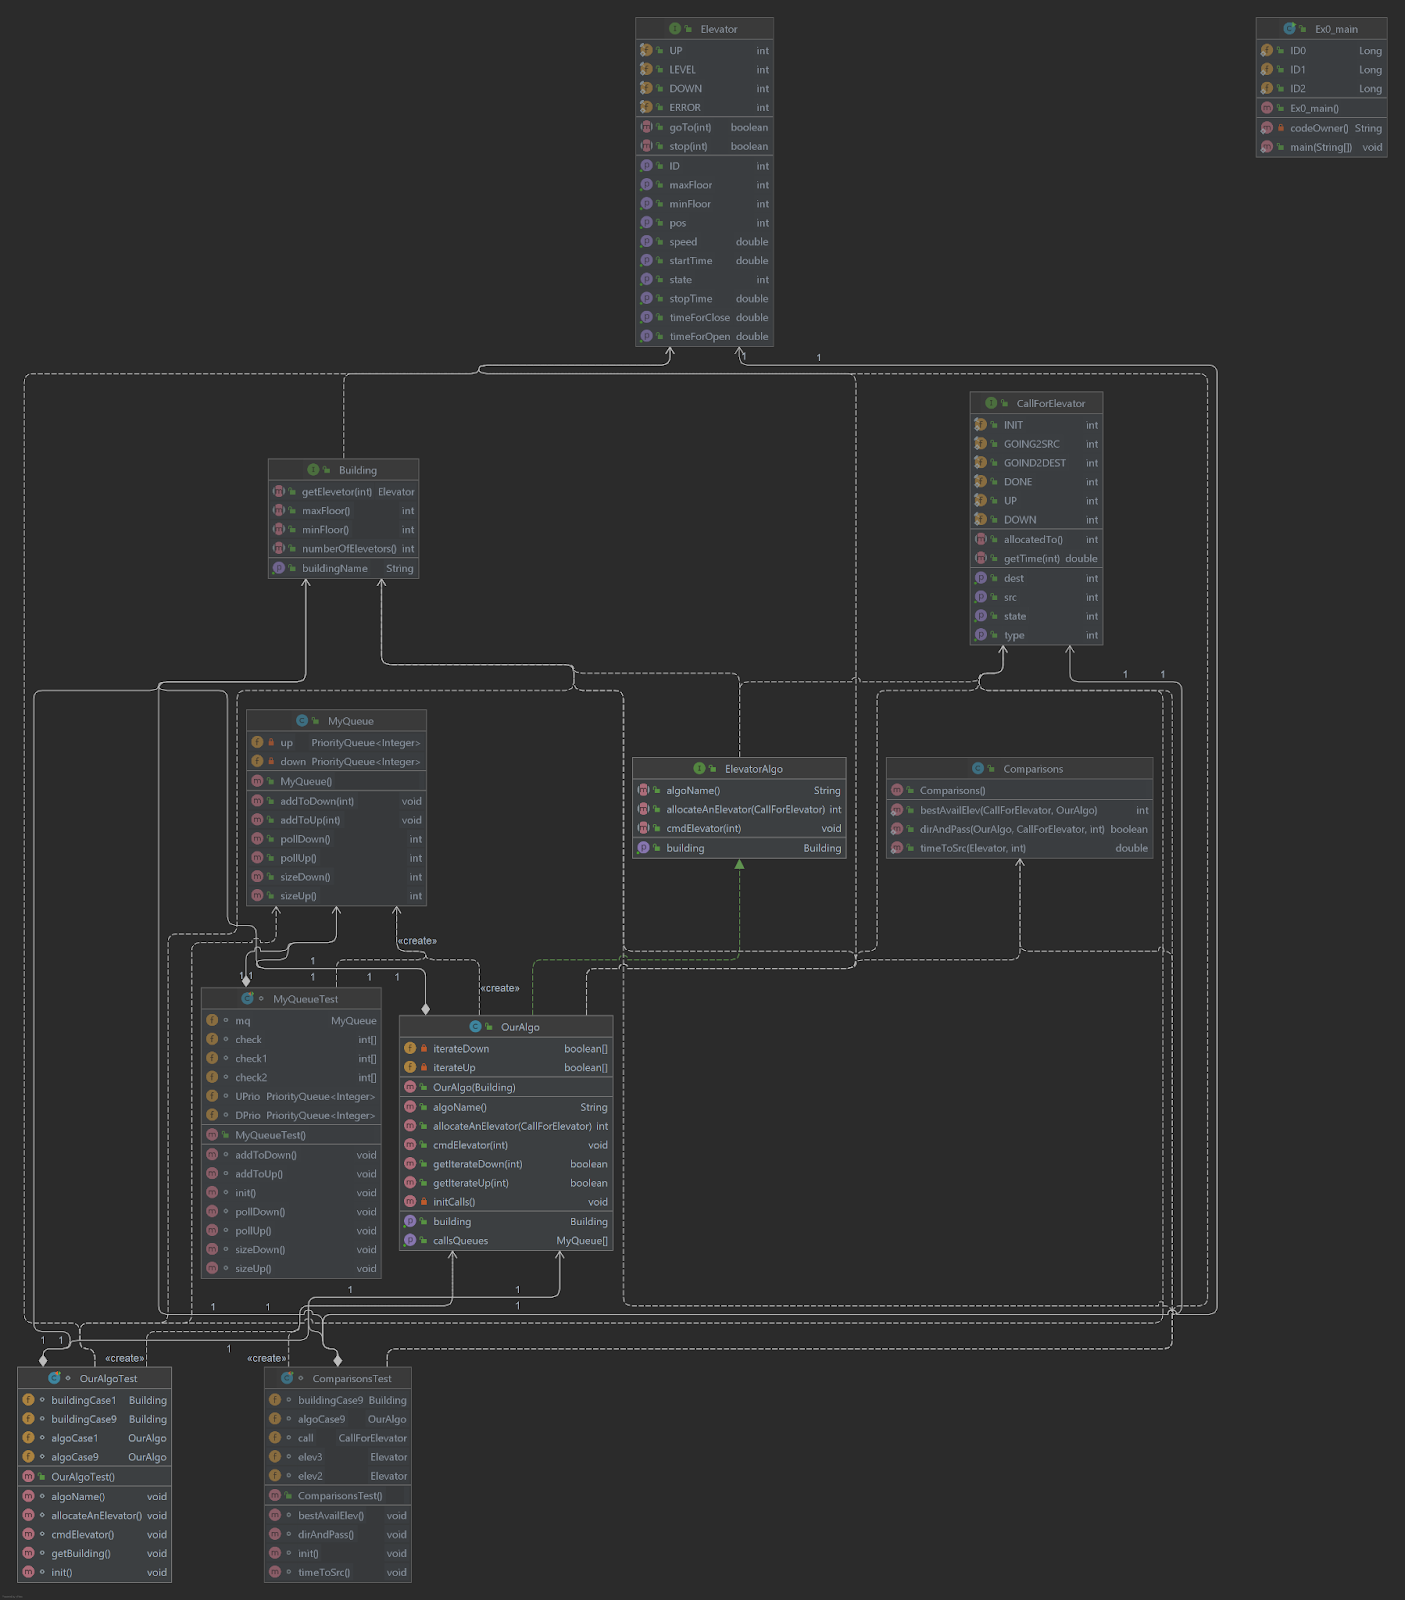 Elevator
UP int
LEVEL int
DOWN int
ERROR int
goTo(int) boolean
stop(int) boolean
ID int
maxFloor int
minFloor int
pos int
speed double
startTime double
state int
stopTime double
timeForClose double
timeForOpen double
Ex0_main
ID0 Long
ID1 Long
ID2 Long
Ex0_main()
codeOwner() String
main(String[]) void
1
1
CallForElevator
INIT int
GOING2SRC int
GOIND2DEST int
DONE int
UP int
DOWN int
allocatedTo() int
getTime(int) double
dest int
src int
state int
type int
Building
getElevetor(int) Elevator
maxFloor() int
minFloor() int
numberOfElevetors() int
buildingName String
1
1
MyQueue
up PriorityQueue<Integer>
down PriorityQueue<Integer>
MyQueue()
addToDown(int) void
addToUp(int) void
pollDown() int
pollUp() int
sizeDown() int
sizeUp() int
ElevatorAlgo
algoName() String
allocateAnElevator(CallForElevator) int
cmdElevator(int) void
building Building
Comparisons
Comparisons()
bestAvailElev(CallForElevator, OurAlgo) int
dirAndPass(OurAlgo, CallForElevator, int) boolean
timeToSrc(Elevator, int) double
«create»
1
1
1
1
1
1
«create»
MyQueueTest
mq MyQueue
check int[]
check1 int[]
check2 int[]
UPrio PriorityQueue<Integer>
DPrio PriorityQueue<Integer>
MyQueueTest()
addToDown() void
addToUp() void
init() void
pollDown() void
pollUp() void
sizeDown() void
sizeUp() void
OurAlgo
iterateDown boolean[]
iterateUp boolean[]
OurAlgo(Building)
algoName() String
allocateAnElevator(CallForElevator) int
cmdElevator(int) void
getIterateDown(int) boolean
getIterateUp(int) boolean
initCalls() void
building Building
callsQueues MyQueue[]
1
1
1
1
1
1
1
1
«create»
«create»
OurAlgoTest
buildingCase1 Building
buildingCase9 Building
algoCase1 OurAlgo
algoCase9 OurAlgo
OurAlgoTest()
algoName() void
allocateAnElevator() void
cmdElevator() void
getBuilding() void
init() void
ComparisonsTest
buildingCase9 Building
algoCase9 OurAlgo
call CallForElevator
elev3 Elevator
elev2 Elevator
ComparisonsTest()
bestAvailElev() void
dirAndPass() void
init() void
timeToSrc() void